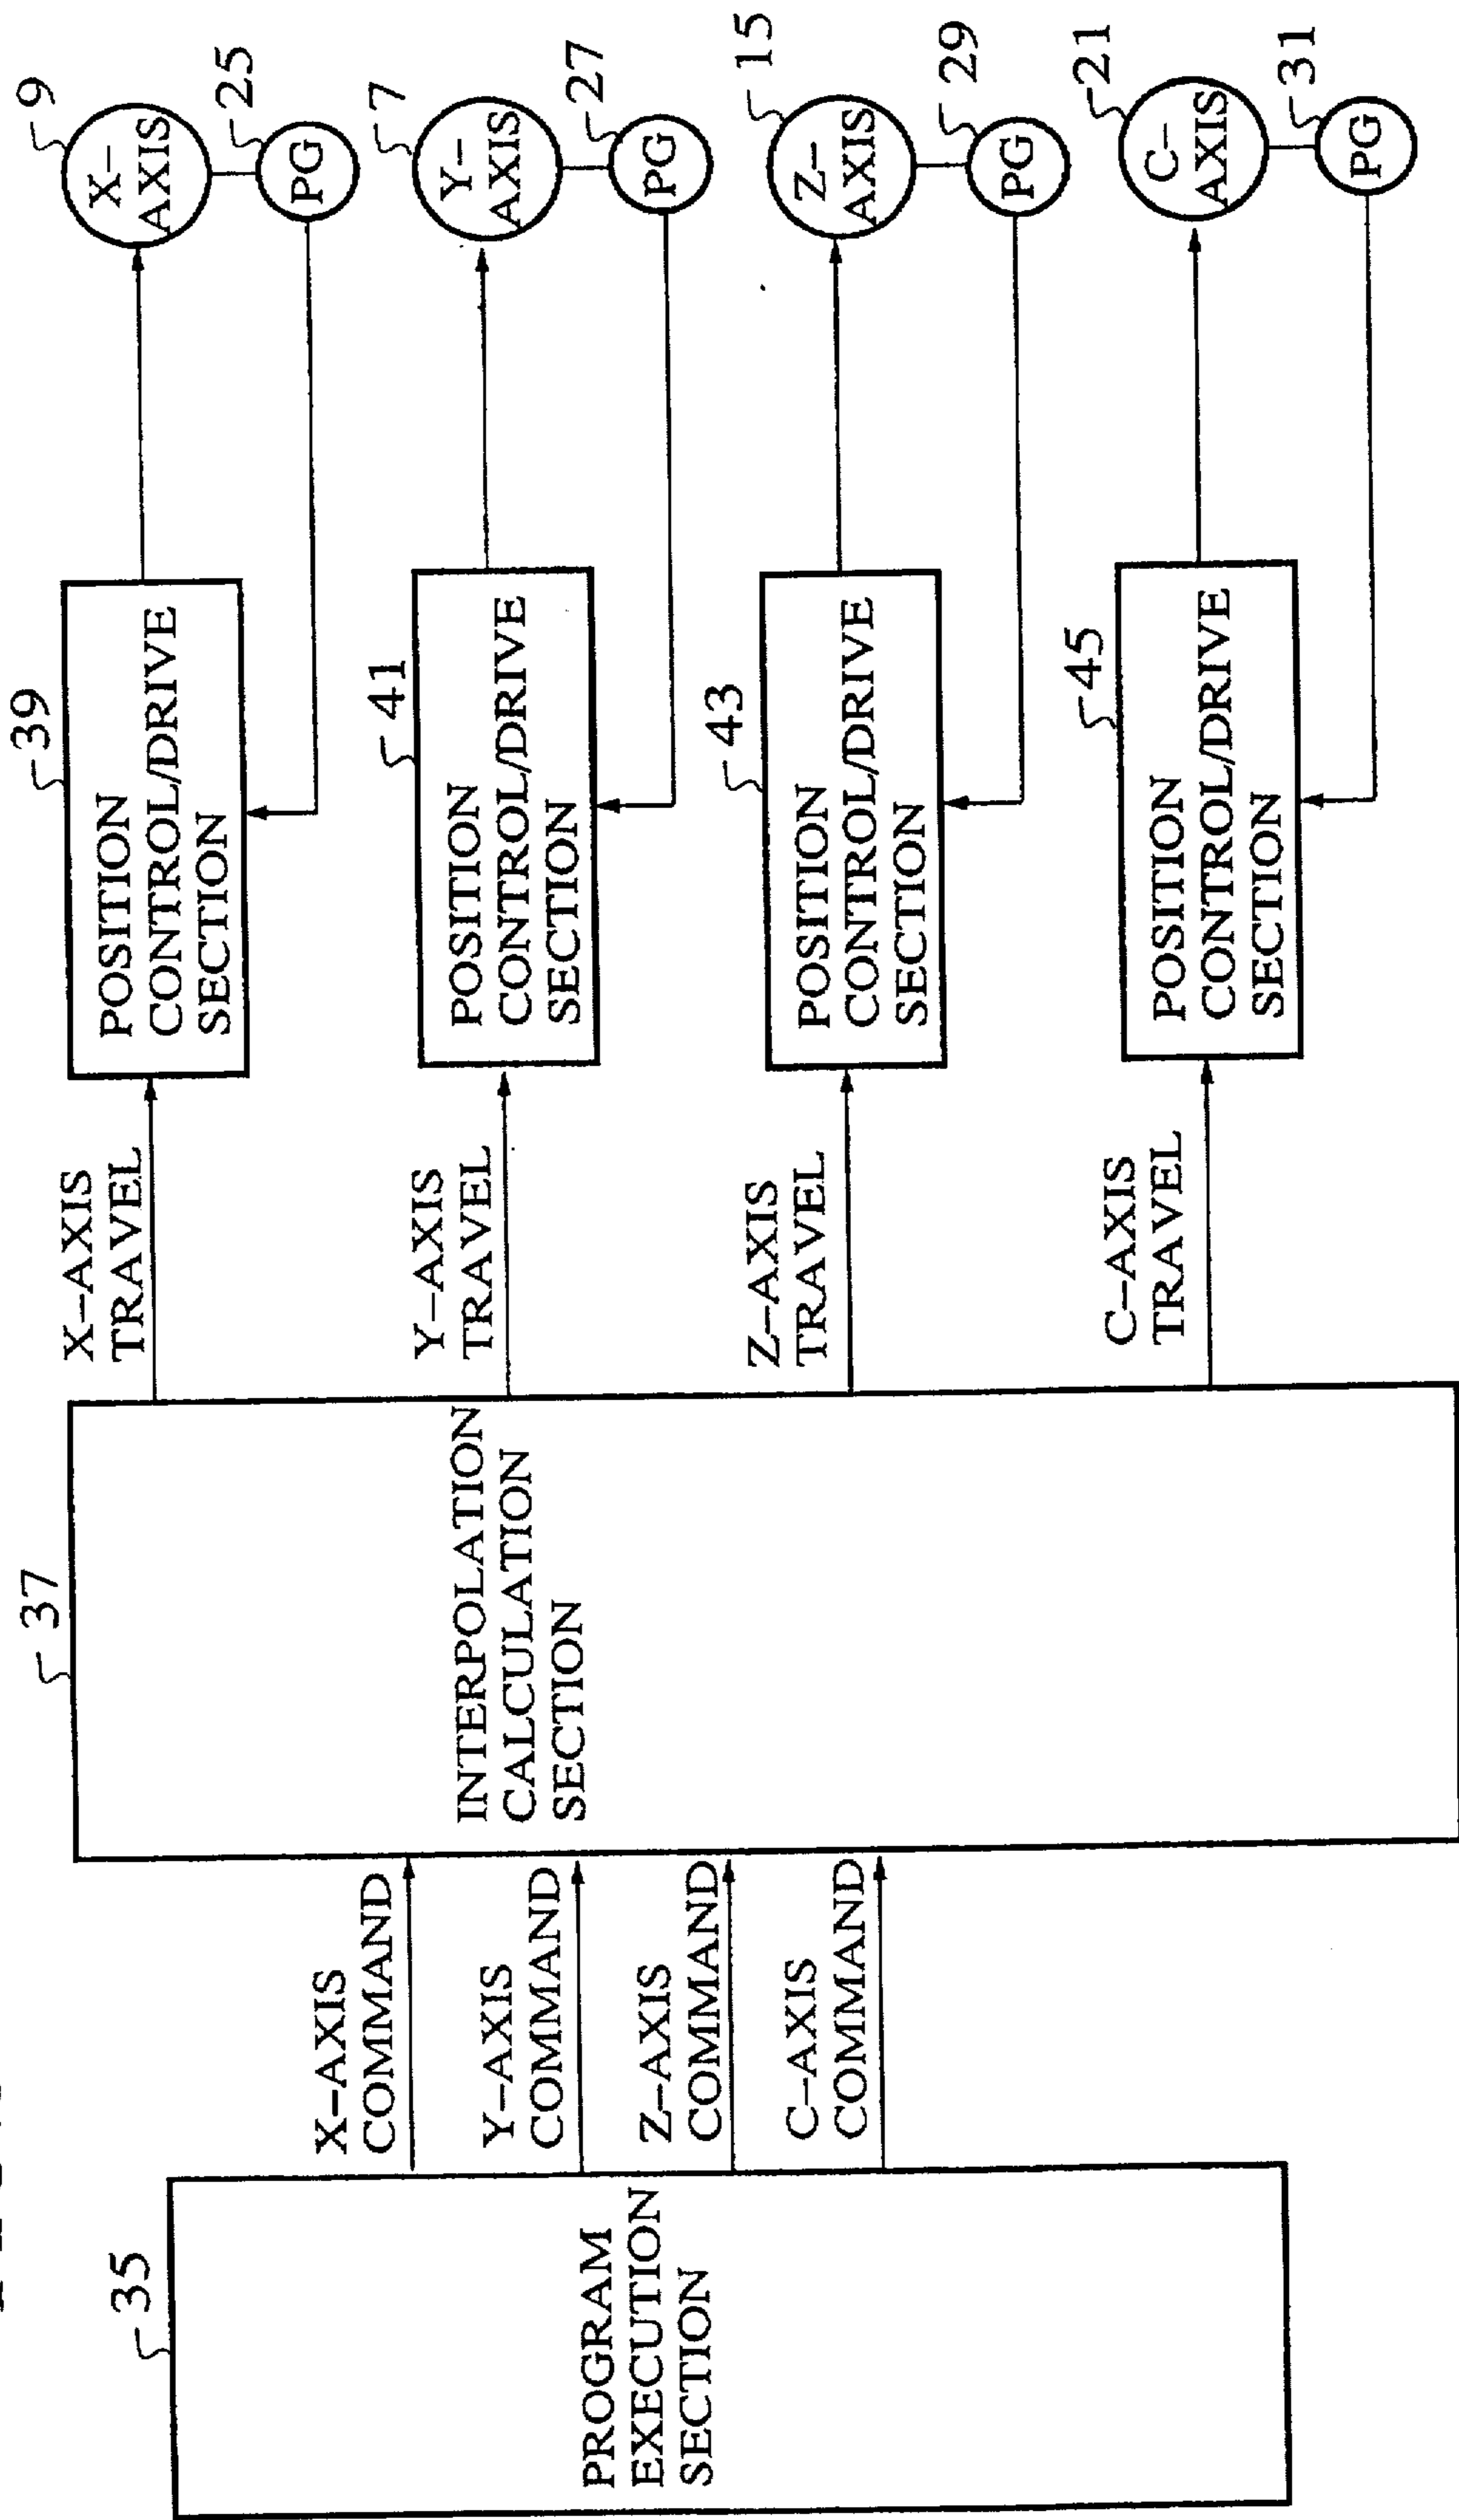 35
PROGRAM
EXECUTION
SECTION
X-AXIS
COMMAND
Y-AXIS
COMMAND
Z-AXIS
COMMAND
C-AXIS
COMMAND
37
INTERPOLATION
CALCULATION
SECTION
X-AXIS
TRAVEL
Y-AXIS
TRAVEL
Z-AXIS
TRAVEL
C-AXIS
TRAVEL
39
POSITION
CONTROL/DRIVE
SECTION
41
POSITION
CONTROL/DRIVE
SECTION
43
POSITION
CONTROL/DRIVE
SECTION
45
POSITION
CONTROL/DRIVE
SECTION
9
X-
AXIS
25
PG
7
Y-
AXIS
27
PG
15
Z-
AXIS
29
PG
21
C-
AXIS
31
PG